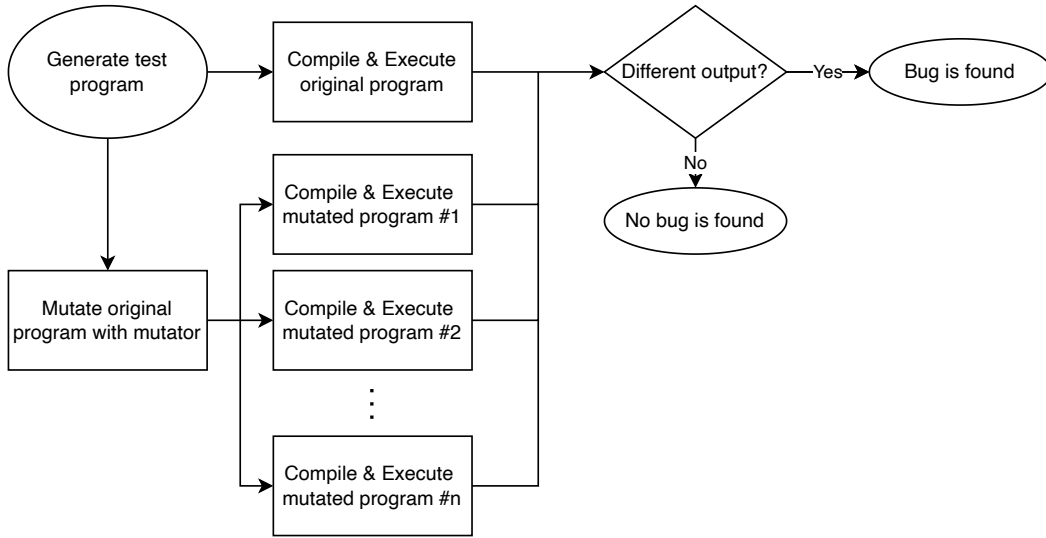 Generate test
program
Compile & Execute
original program
Different output?
Yes
Bug is found
No
No bug is found
Compile & Execute
mutated program #1
Mutate original
program with mutator
Compile & Execute
mutated program #2
Compile & Execute
mutated program #n